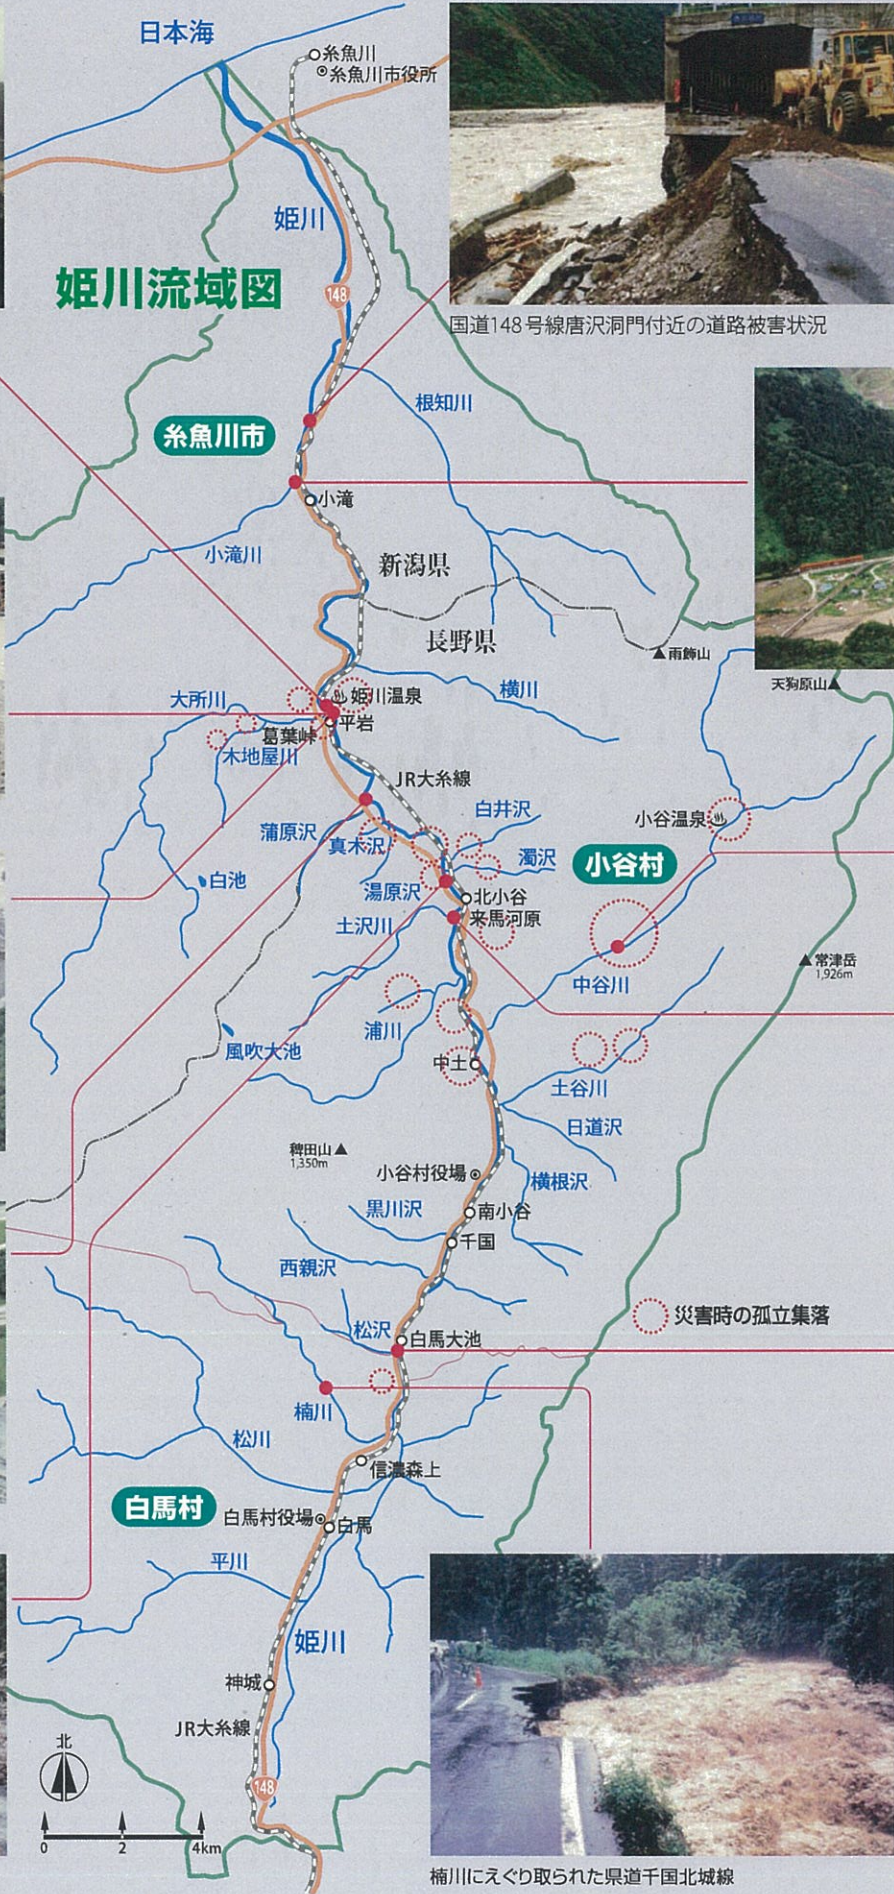 日本海
糸魚川
糸魚川市役所
姫川
姫川流域図
148
国道148号線唐沢洞門付近の道路被害状況
根知川
糸魚川市
小滝
小滝川
新潟県
長野県
雨飾山
天狗原山
大所川
姫川温泉
横川
平岩
葛葉峠
木地屋川
JR大糸線
白井沢
小谷温泉
蒲原沢
真木沢
濁沢
小谷村
白池
湯原沢
北小谷
来馬河原
土沢川
常津岳
1,926m
中谷川
浦川
風吹大池
中土
土谷川
日道沢
稗田山
1,350m
小谷村役場
横根沢
黒川沢
南小谷
千国
西親沢
災害時の孤立集落
松沢
白馬大池
楠川
松川
信濃森上
白馬村
白馬村役場
白馬
平川
姫川
神城
JR大糸線
北
148
0 2 4km
楠川にえぐり取られた県道千国北城線